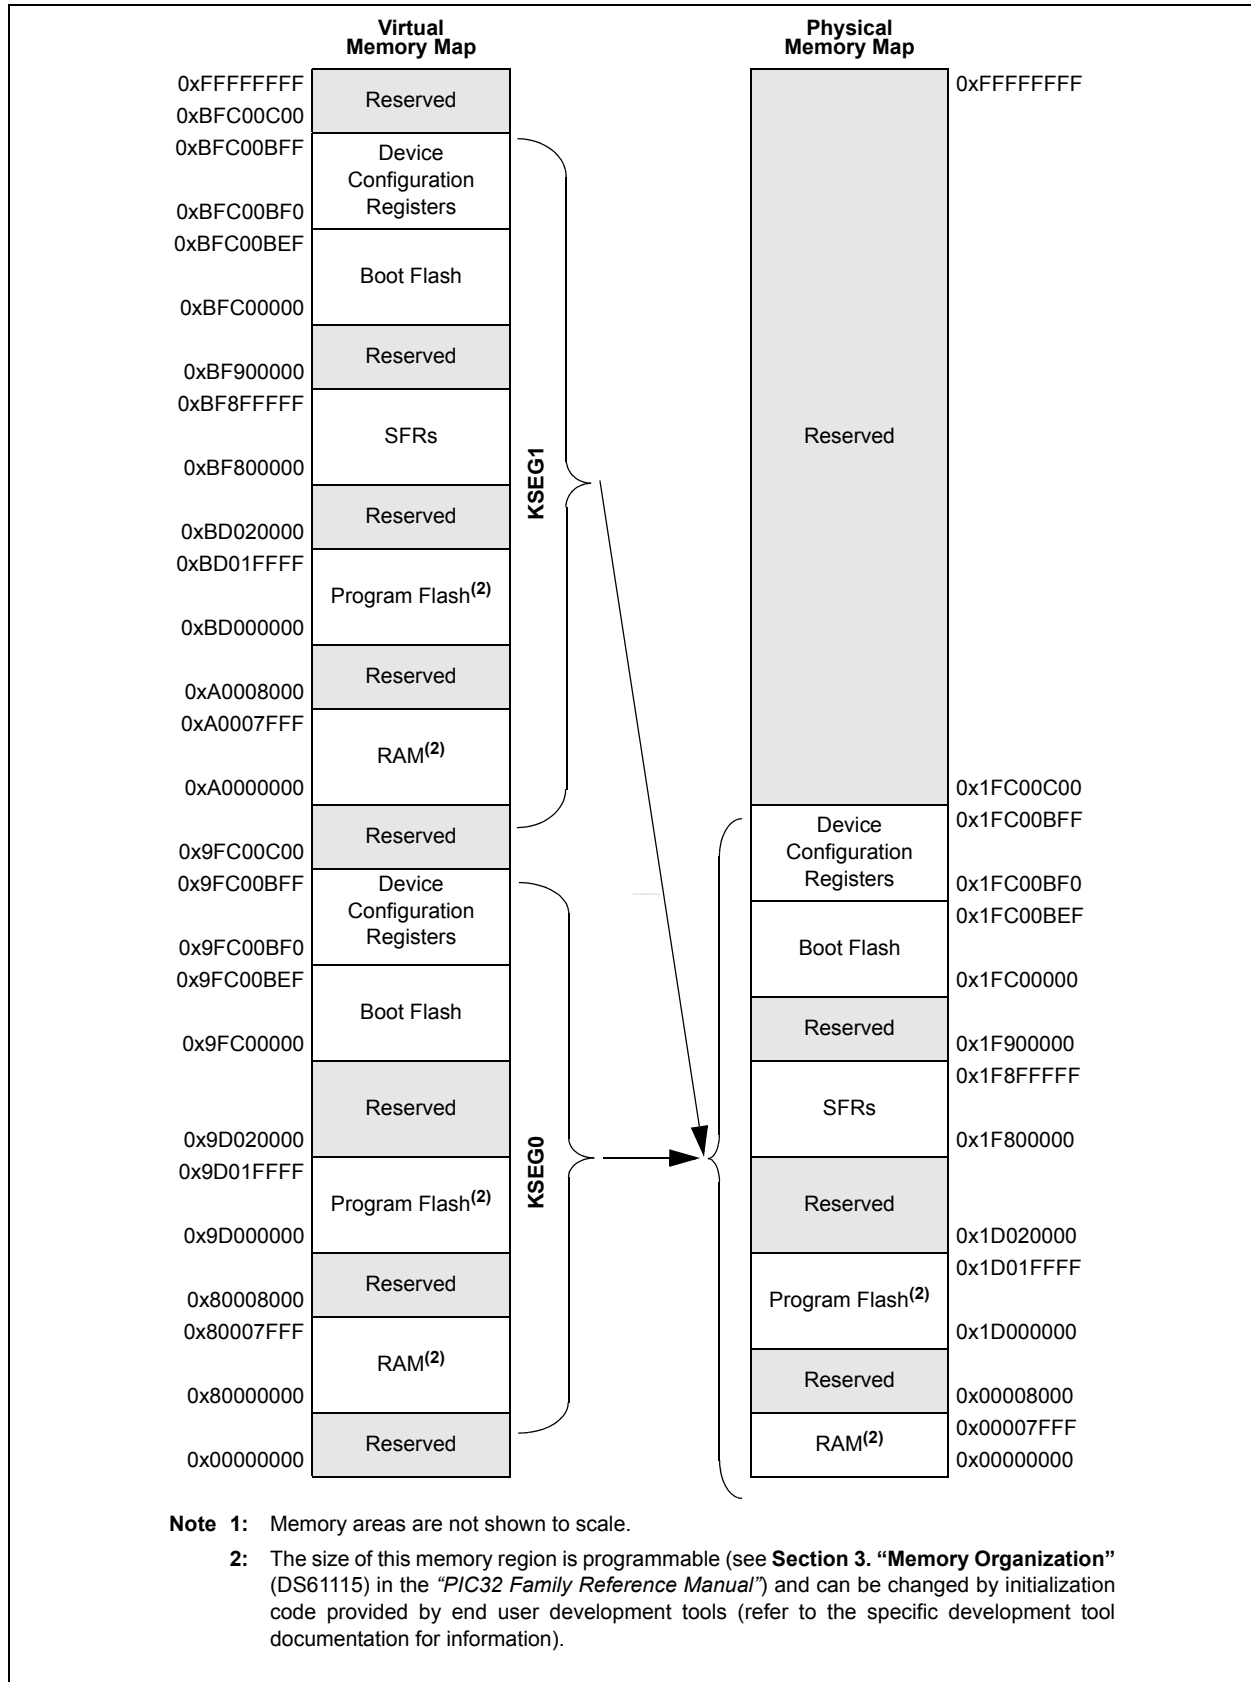 Virtual
Memory Map
Physical
Memory Map
0xFFFFFFFF
Reserved
0xBFC00C00
0xBFC00BFF
Device
Configuration
Registers
0xBFC00BF0
0xBFC00BEF
Boot Flash
0xBFC00000
Reserved
0xBF900000
0xBF8FFFFF
SFRs
0xBF800000
Reserved
0xBD020000
0xBD01FFFF
Program Flash(2)
0xBD000000
Reserved
0xA0008000
0xA0007FFF
RAM(2)
0xA0000000
Reserved
0x9FC00C00
0x9FC00BFF
Device
Configuration
Registers
0x9FC00BF0
0x9FC00BEF
Boot Flash
0x9FC00000
Reserved
0x9D020000
0x9D01FFFF
Program Flash(2)
0x9D000000
Reserved
0x80008000
0x80007FFF
RAM(2)
0x80000000
Reserved
0x00000000
KSEG1
KSEG0
0xFFFFFFFF
Reserved
0x1FC00C00
0x1FC00BFF
Device
Configuration
Registers
0x1FC00BF0
0x1FC00BEF
Boot Flash
0x1FC00000
Reserved
0x1F900000
0x1F8FFFFF
SFRs
0x1F800000
Reserved
0x1D020000
0x1D01FFFF
Program Flash(2)
0x1D000000
Reserved
0x00008000
0x00007FFF
RAM(2)
0x00000000
Note 1: Memory areas are not shown to scale.
2: The size of this memory region is programmable (see Section 3. “Memory Organization”
(DS61115) in the “PIC32 Family Reference Manual”) and can be changed by initialization
code provided by end user development tools (refer to the specific development tool
documentation for information).